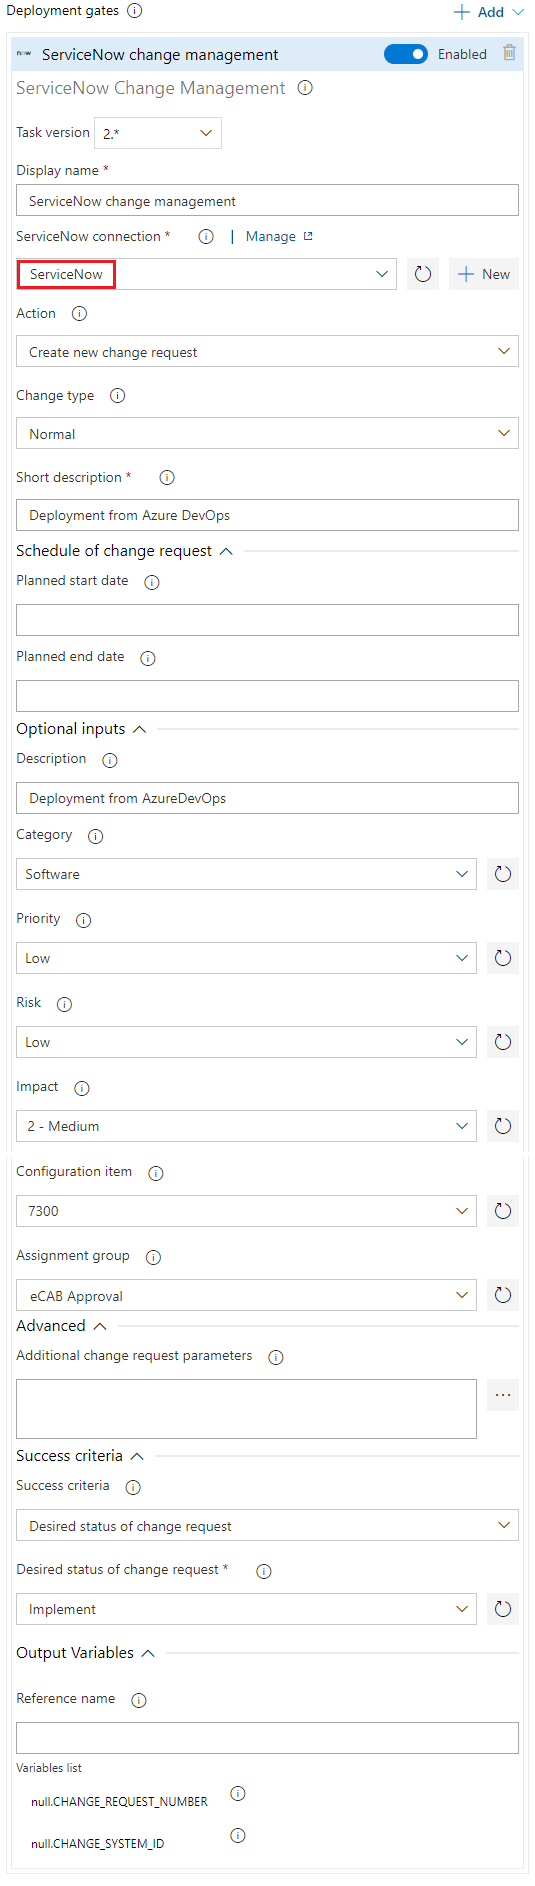 Deployment gates
Add
now ServiceNow change management Enabled
ServiceNow Change Management
Task version 2.*
Display name *
ServiceNow change management
ServiceNow connection * | Manage
ServiceNow
New
Action
Create new change request
Change type
Normal
Short description *
Deployment from Azure DevOps
Schedule of change request
Planned start date
Planned end date
Optional inputs
Description
Deployment from AzureDevOps
Category
Software
Priority
Low
Risk
Low
Impact
2 - Medium
Configuration item
7300
Assignment group
eCAB Approval
Advanced
Additional change request parameters
...
Success criteria
Success criteria
Desired status of change request
Desired status of change request *
Implement
Output Variables
Reference name
Variables list
null.CHANGE_REQUEST_NUMBER
null.CHANGE_SYSTEM_ID